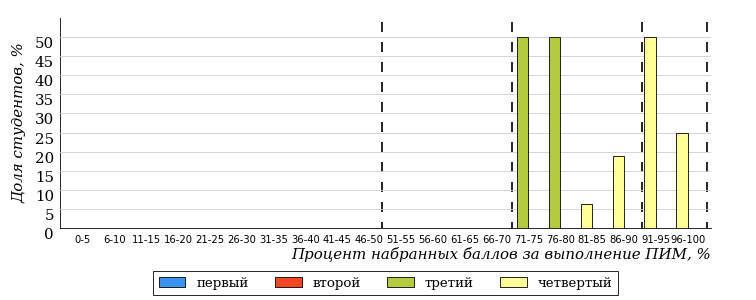 Доля студентов, %
50
45
40
35
30
25
20
15
10
5
0
0-5 6-10 11-15 16-20 21-25 26-30 31-35 36-40 41-45 46-50 51-55 56-60 61-65 66-70 71-75 76-80 81-85 86-90 91-95 96-100
Процент набранных баллов за выполнение ПИМ, %
первый второй третий четвертый